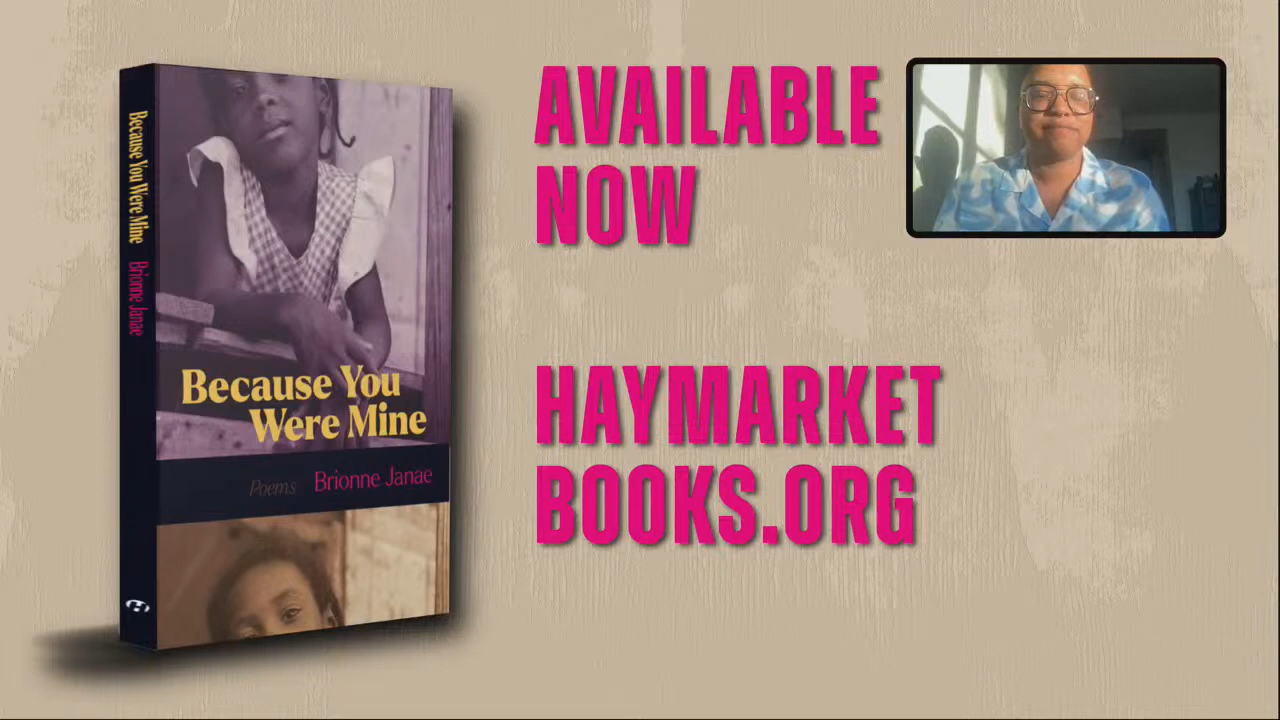 Because You Were Mine
Brionne Janae
Because You
Were Mine
Poems Brionne Janae
AVAILABLE
NOW
HAYMARKET
BOOKS.ORG